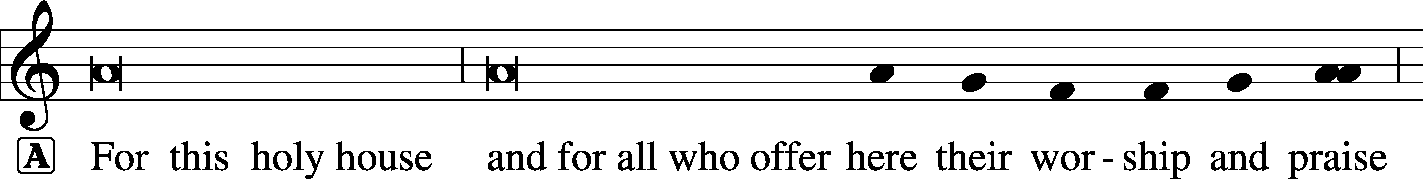 A For this holy house and for all who offer here their wor - ship and praise